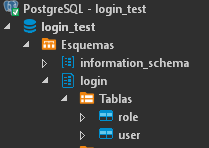 PostgreSQL - login_test
login_test
Esquemas
information_schema
login
Tablas
role
user